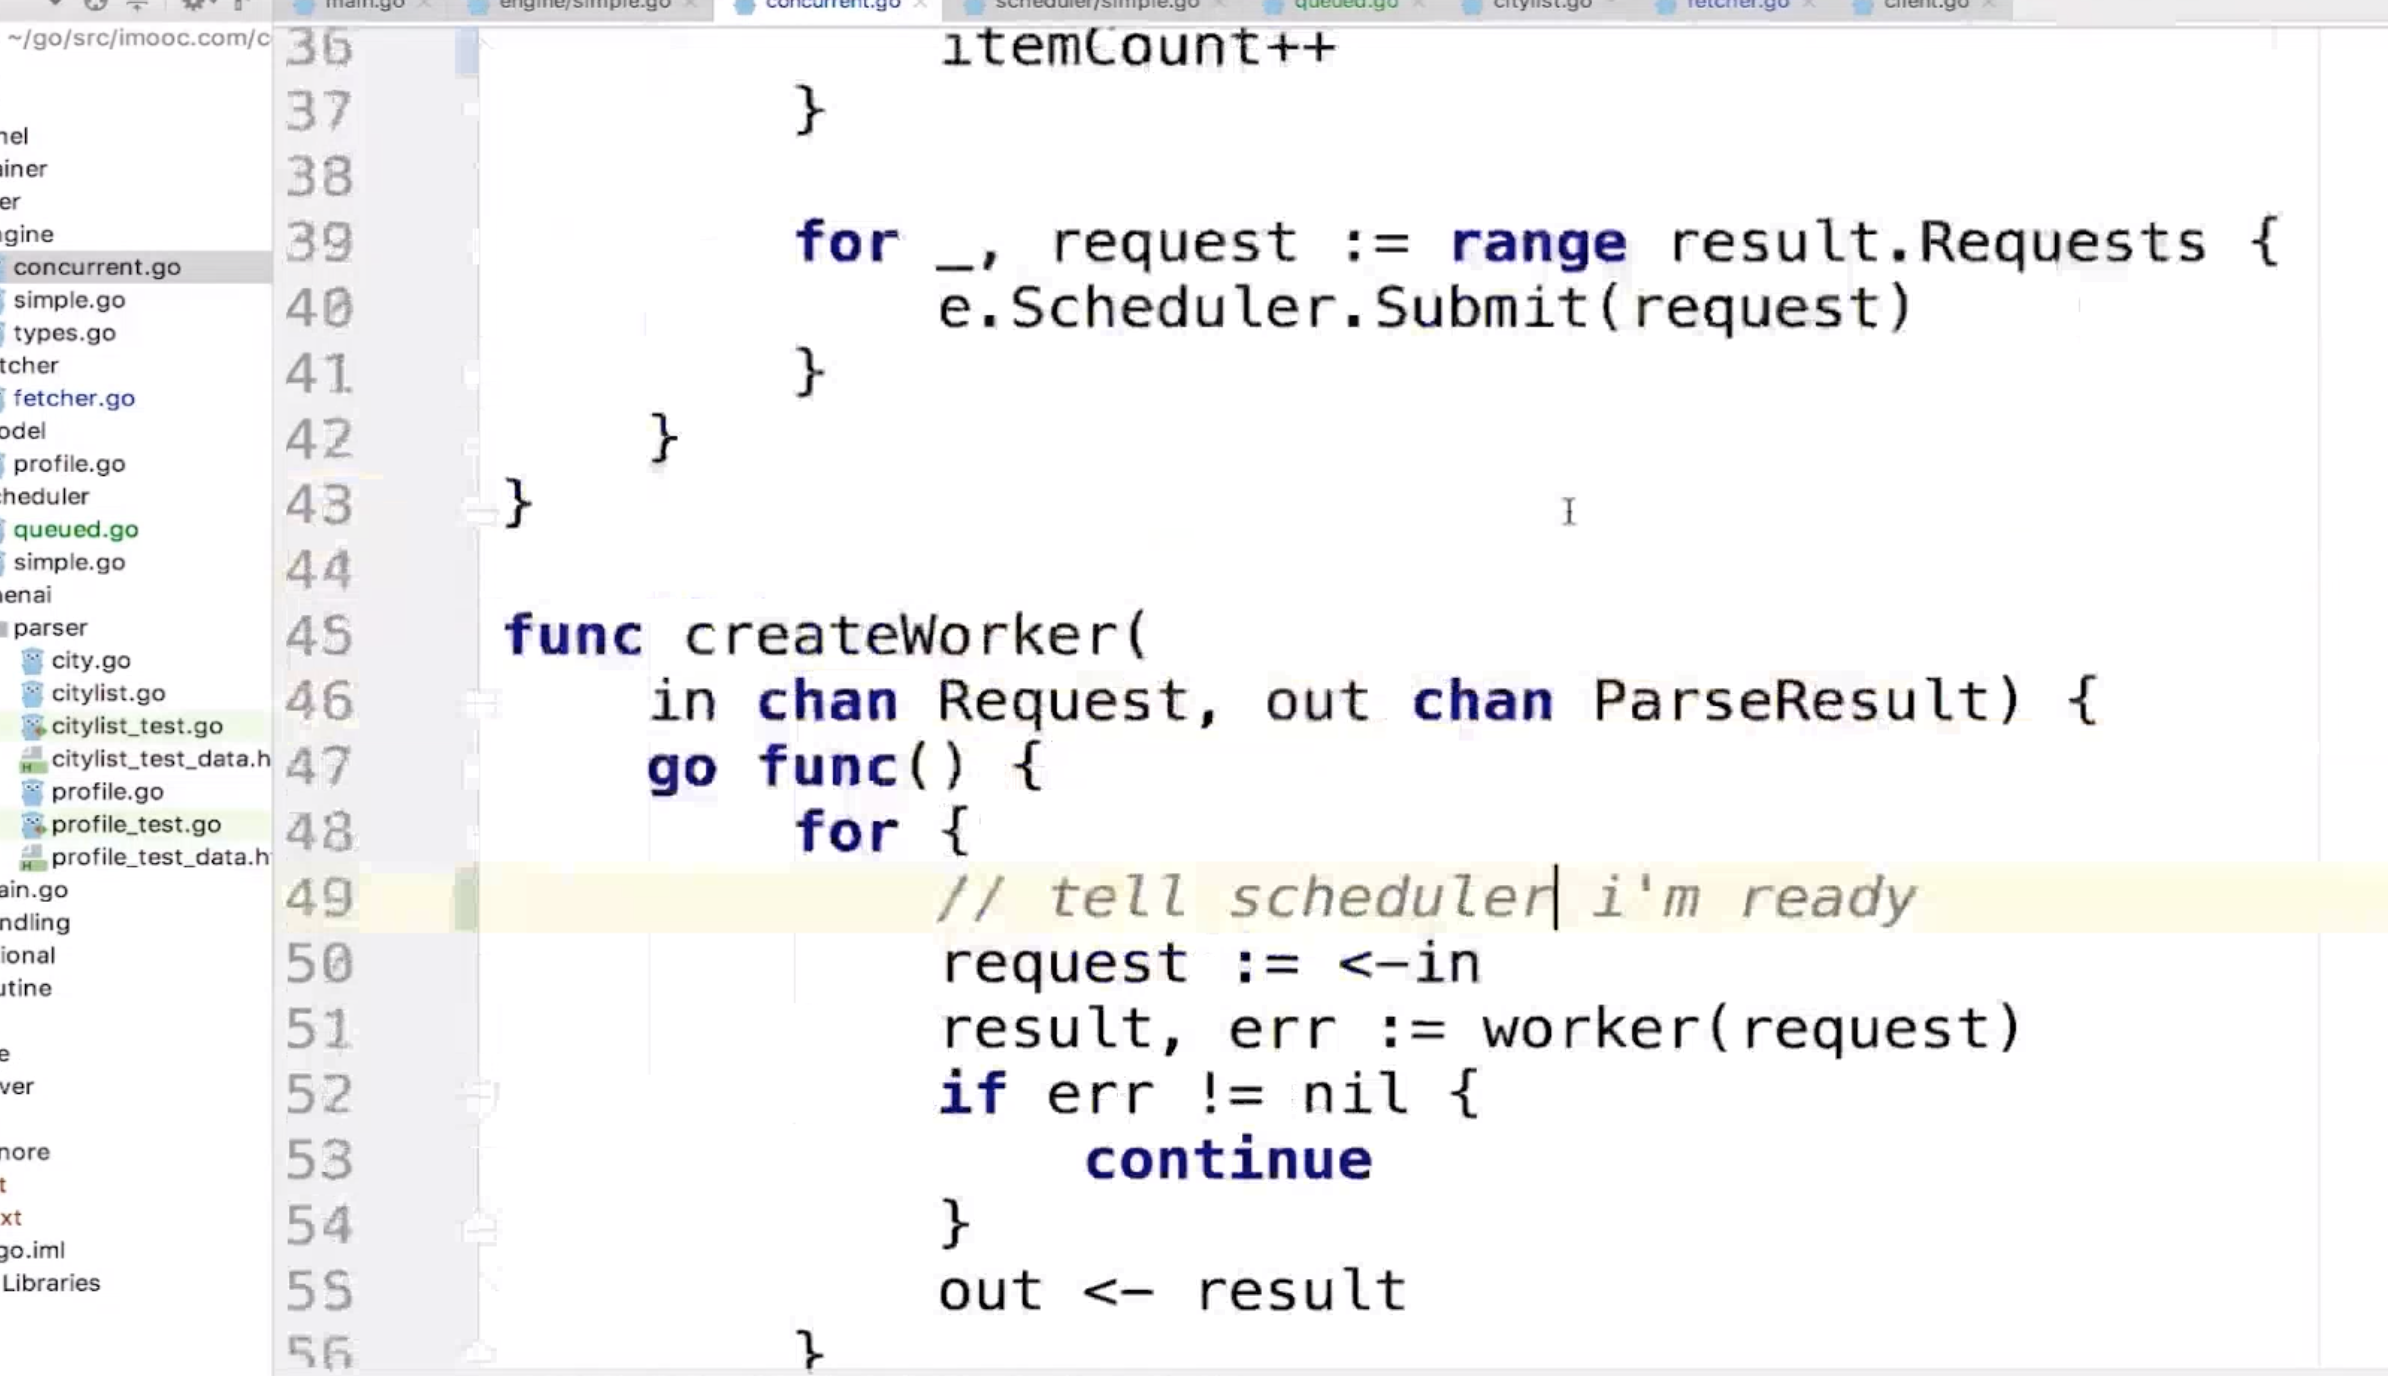 main.go
engine/simple.go
concurrent.go
scheduler/simple.go
queued.go
citylist.go
fetcher.go
client.go
~/go/src/imooc.com/c
nel
iner
er
gine
concurrent.go
simple.go
types.go
tcher
fetcher.go
odel
profile.go
heduler
queued.go
simple.go
enai
parser
city.go
citylist.go
citylist_test.go
citylist_test_data.h
profile.go
profile_test.go
profile_test_data.h
ain.go
ndling
ional
utine
e
ver
nore
t
xt
go.iml
Libraries
36 itemCount++
37 }
38
39 for _, request := range result.Requests {
40 e.Scheduler.Submit(request)
41 }
42 }
43 }
44
45 func createWorker(
46 in chan Request, out chan ParseResult) {
47 go func() {
48 for {
49 // tell scheduler i'm ready
50 request := <-in
51 result, err := worker(request)
52 if err != nil {
53 continue
54 }
55 out <- result
56 }